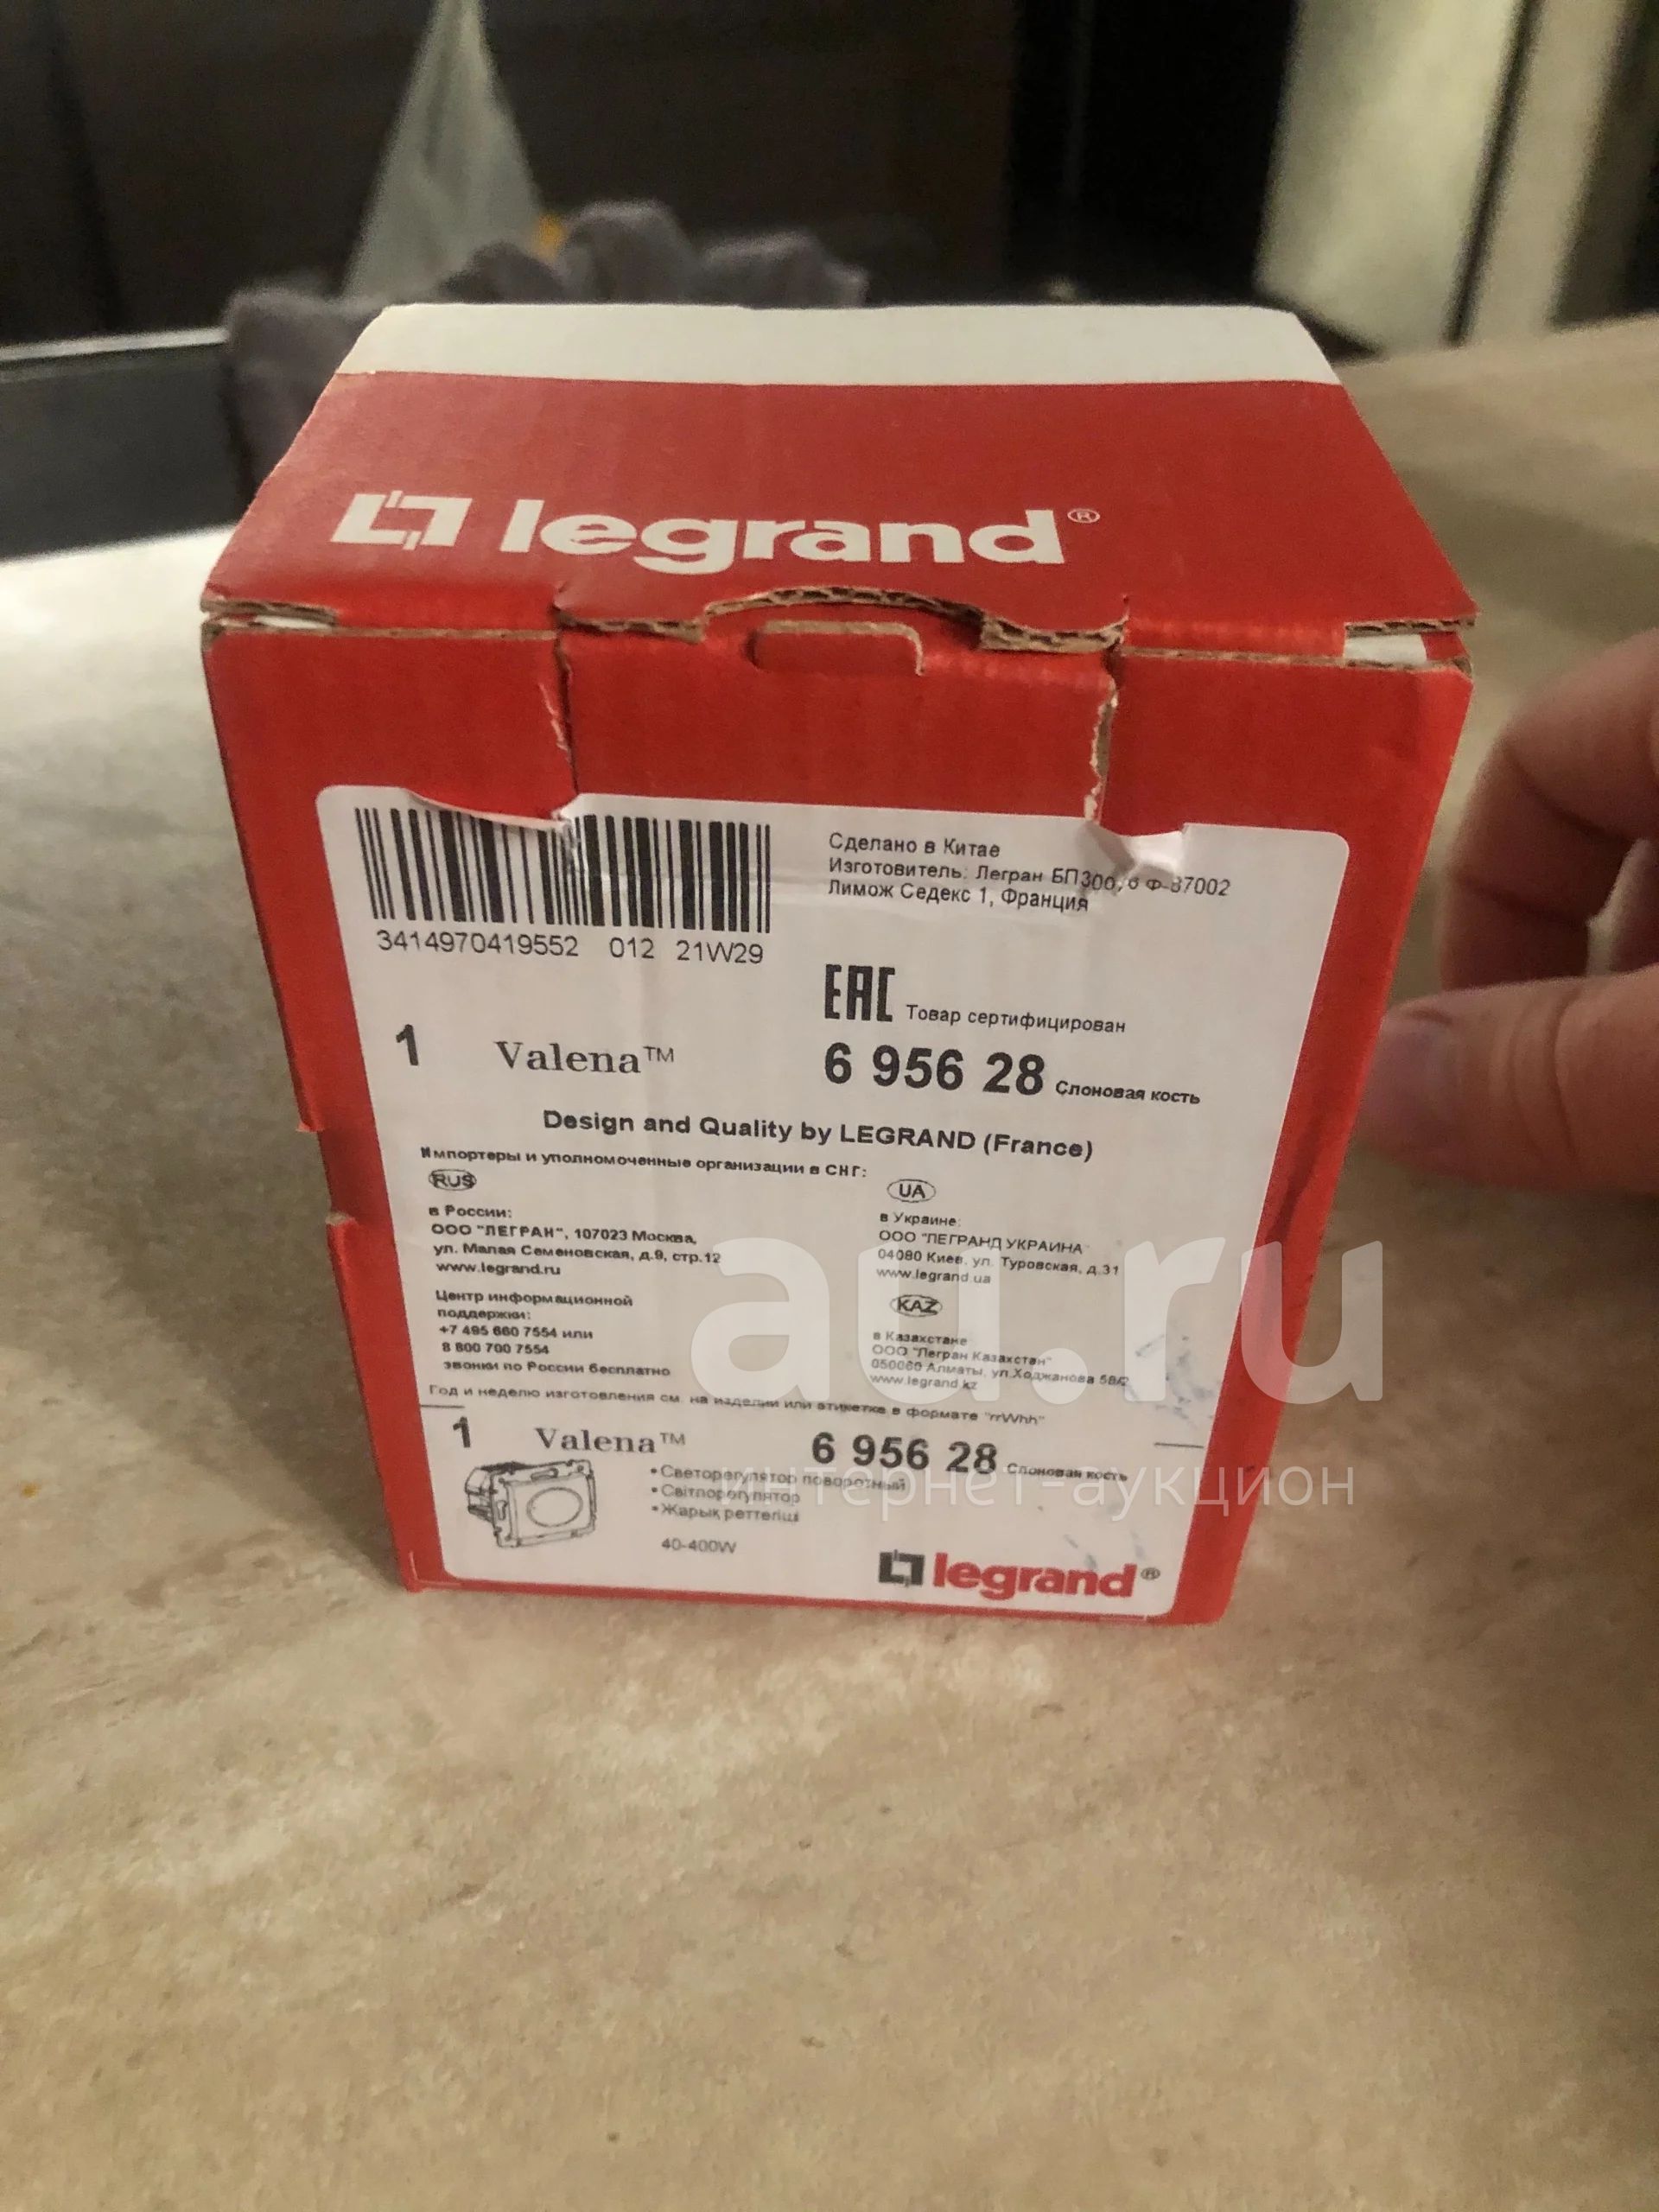 legrand®
3414970419552 012 21W29
Сделано в Китае
Изготовитель: Легран БП
Лимож Седекс 1, Франция
EAC Товар сертифицирован
1 Valena™ 6 956 28 Слоновая кость
Design and Quality by LEGRAND (France)
Импортеры и уполномоченные организации в СНГ:
RUS
в России:
ООО "ЛЕГРАН", 107023 Москва,
ул. Малая Семеновская, д.9, стр.12
www.legrand.ru
Центр информационной
поддержки:
+7 495 660 7554 или
8 800 700 7554
звонки по России бесплатно
UA
в Украине:
ООО "ЛЕГРАНД УКРАИНА"
04080 Киев, ул. Туровская, д.31
www.legrand.ua
KAZ
в Казахстане
ООО "Легран Казахстан"
050060 Алматы, ул.Ходжанова
www.legrand.kz
Год и неделю изготовления см. на изделии или этикетке в формате "ггWнн"
1 Valena™ 6 956 28 Слоновая кость
•Светорегулятор поворотный
•Світлорегулятор
•Жарық реттегіш
40-400W
legrand®
au.ru
интернет-аукцион